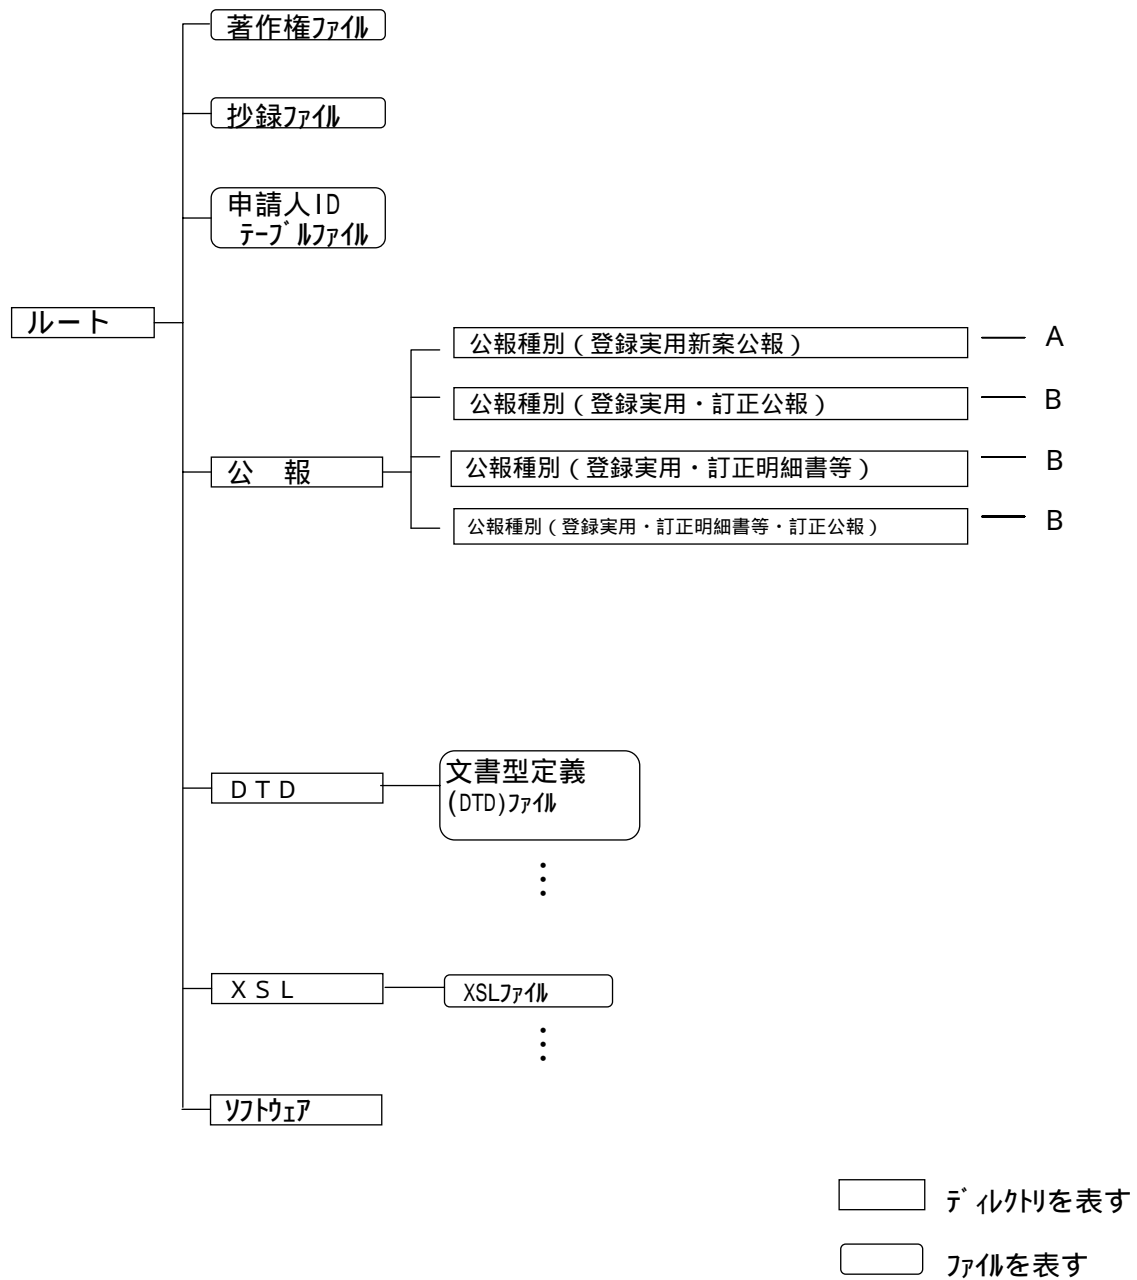 著作権ﾌｧｲﾙ
抄録ﾌｧｲﾙ
申請人ID
ﾃｰﾌﾞﾙﾌｧｲﾙ
ルート
公報種別(登録実用新案公報)
A
公報種別(登録実用・訂正公報)
B
公　報
公報種別(登録実用・訂正明細書等)
B
公報種別(登録実用・訂正明細書等・訂正公報)
B
ＤＴＤ
文書型定義
(DTD)ﾌｧｲﾙ
⋮
ＸＳＬ
XSLﾌｧｲﾙ
⋮
ｿﾌﾄｳｪｱ
ﾃﾞｨﾚｸﾄﾘを表す
ﾌｧｲﾙを表す